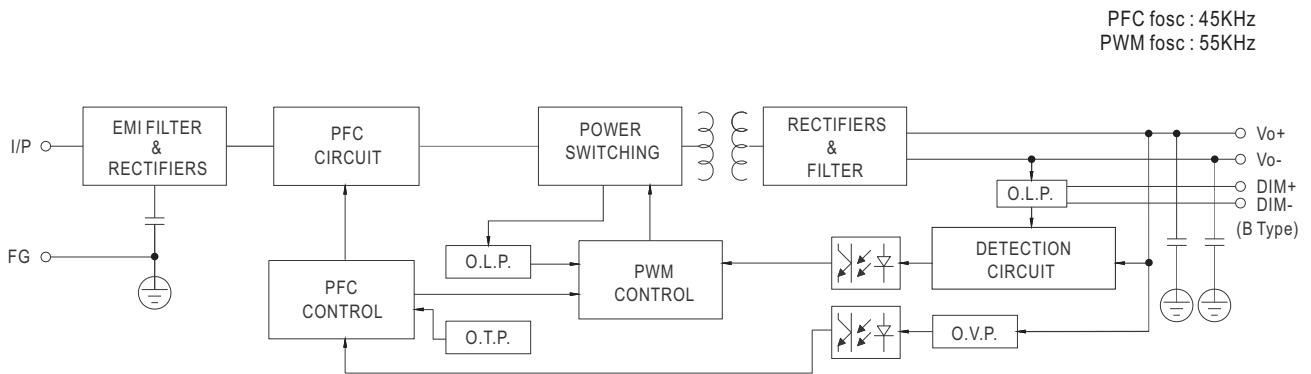 PFC fosc : 45KHz
PWM fosc : 55KHz
I/P
EMI FILTER
&
RECTIFIERS
PFC
CIRCUIT
POWER
SWITCHING
RECTIFIERS
&
FILTER
Vo+
Vo-
DIM+
DIM-
(B Type)
O.L.P.
FG
O.L.P.
PFC
CONTROL
PWM
CONTROL
DETECTION
CIRCUIT
O.T.P.
O.V.P.